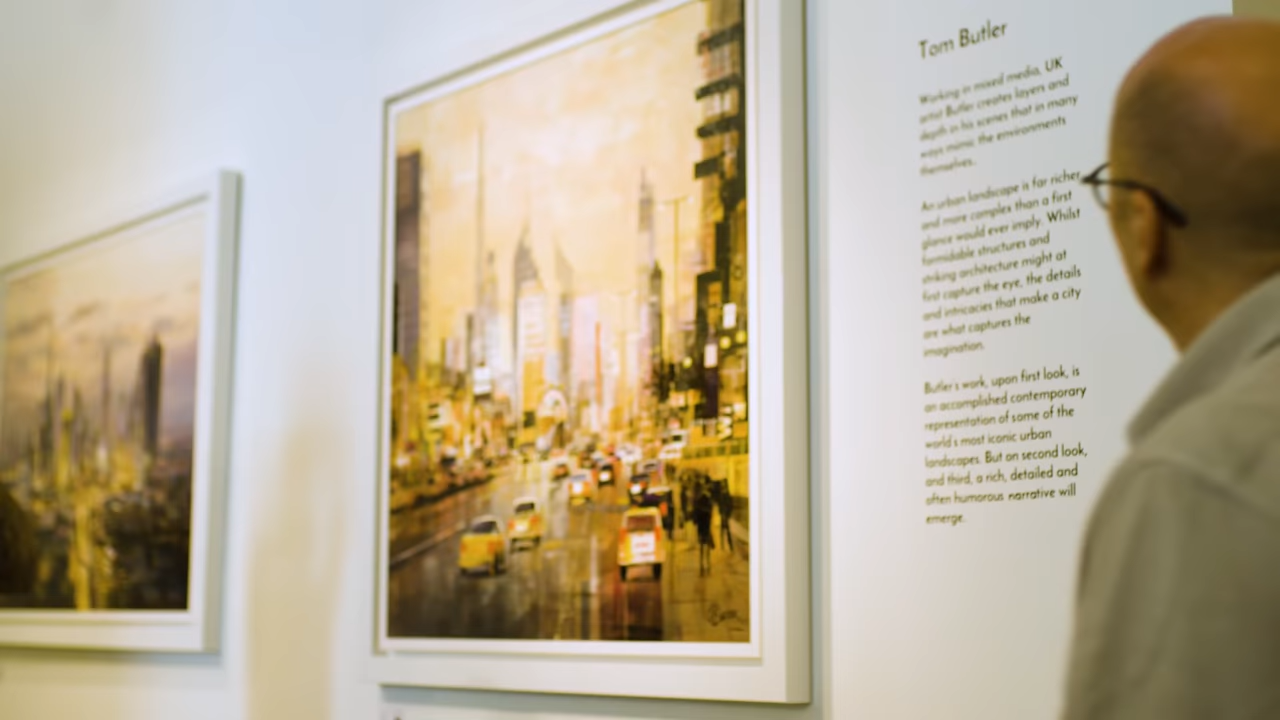 Tom Butler
Working in mixed media, UK
artist Butler creates layers and
depth in his scenes that in many
ways mimic the environments
themselves.
An urban landscape is far richer
and more complex than a first
glance would ever imply. Whilst
formidable structures and
striking architecture might at
first capture the eye, the details
and intricacies that make a city
are what captures the
imagination.
Butler's work, upon first look, is
an accomplished contemporary
representation of some of the
world's most iconic urban
landscapes. But on second look,
and third, a rich, detailed and
often humorous narrative will
emerge.